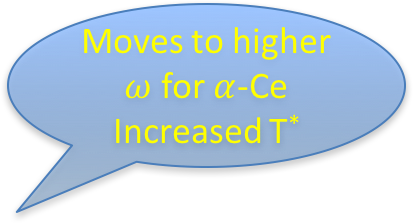 Moves to higher
𝜔 for 𝛼-Ce
Increased T*